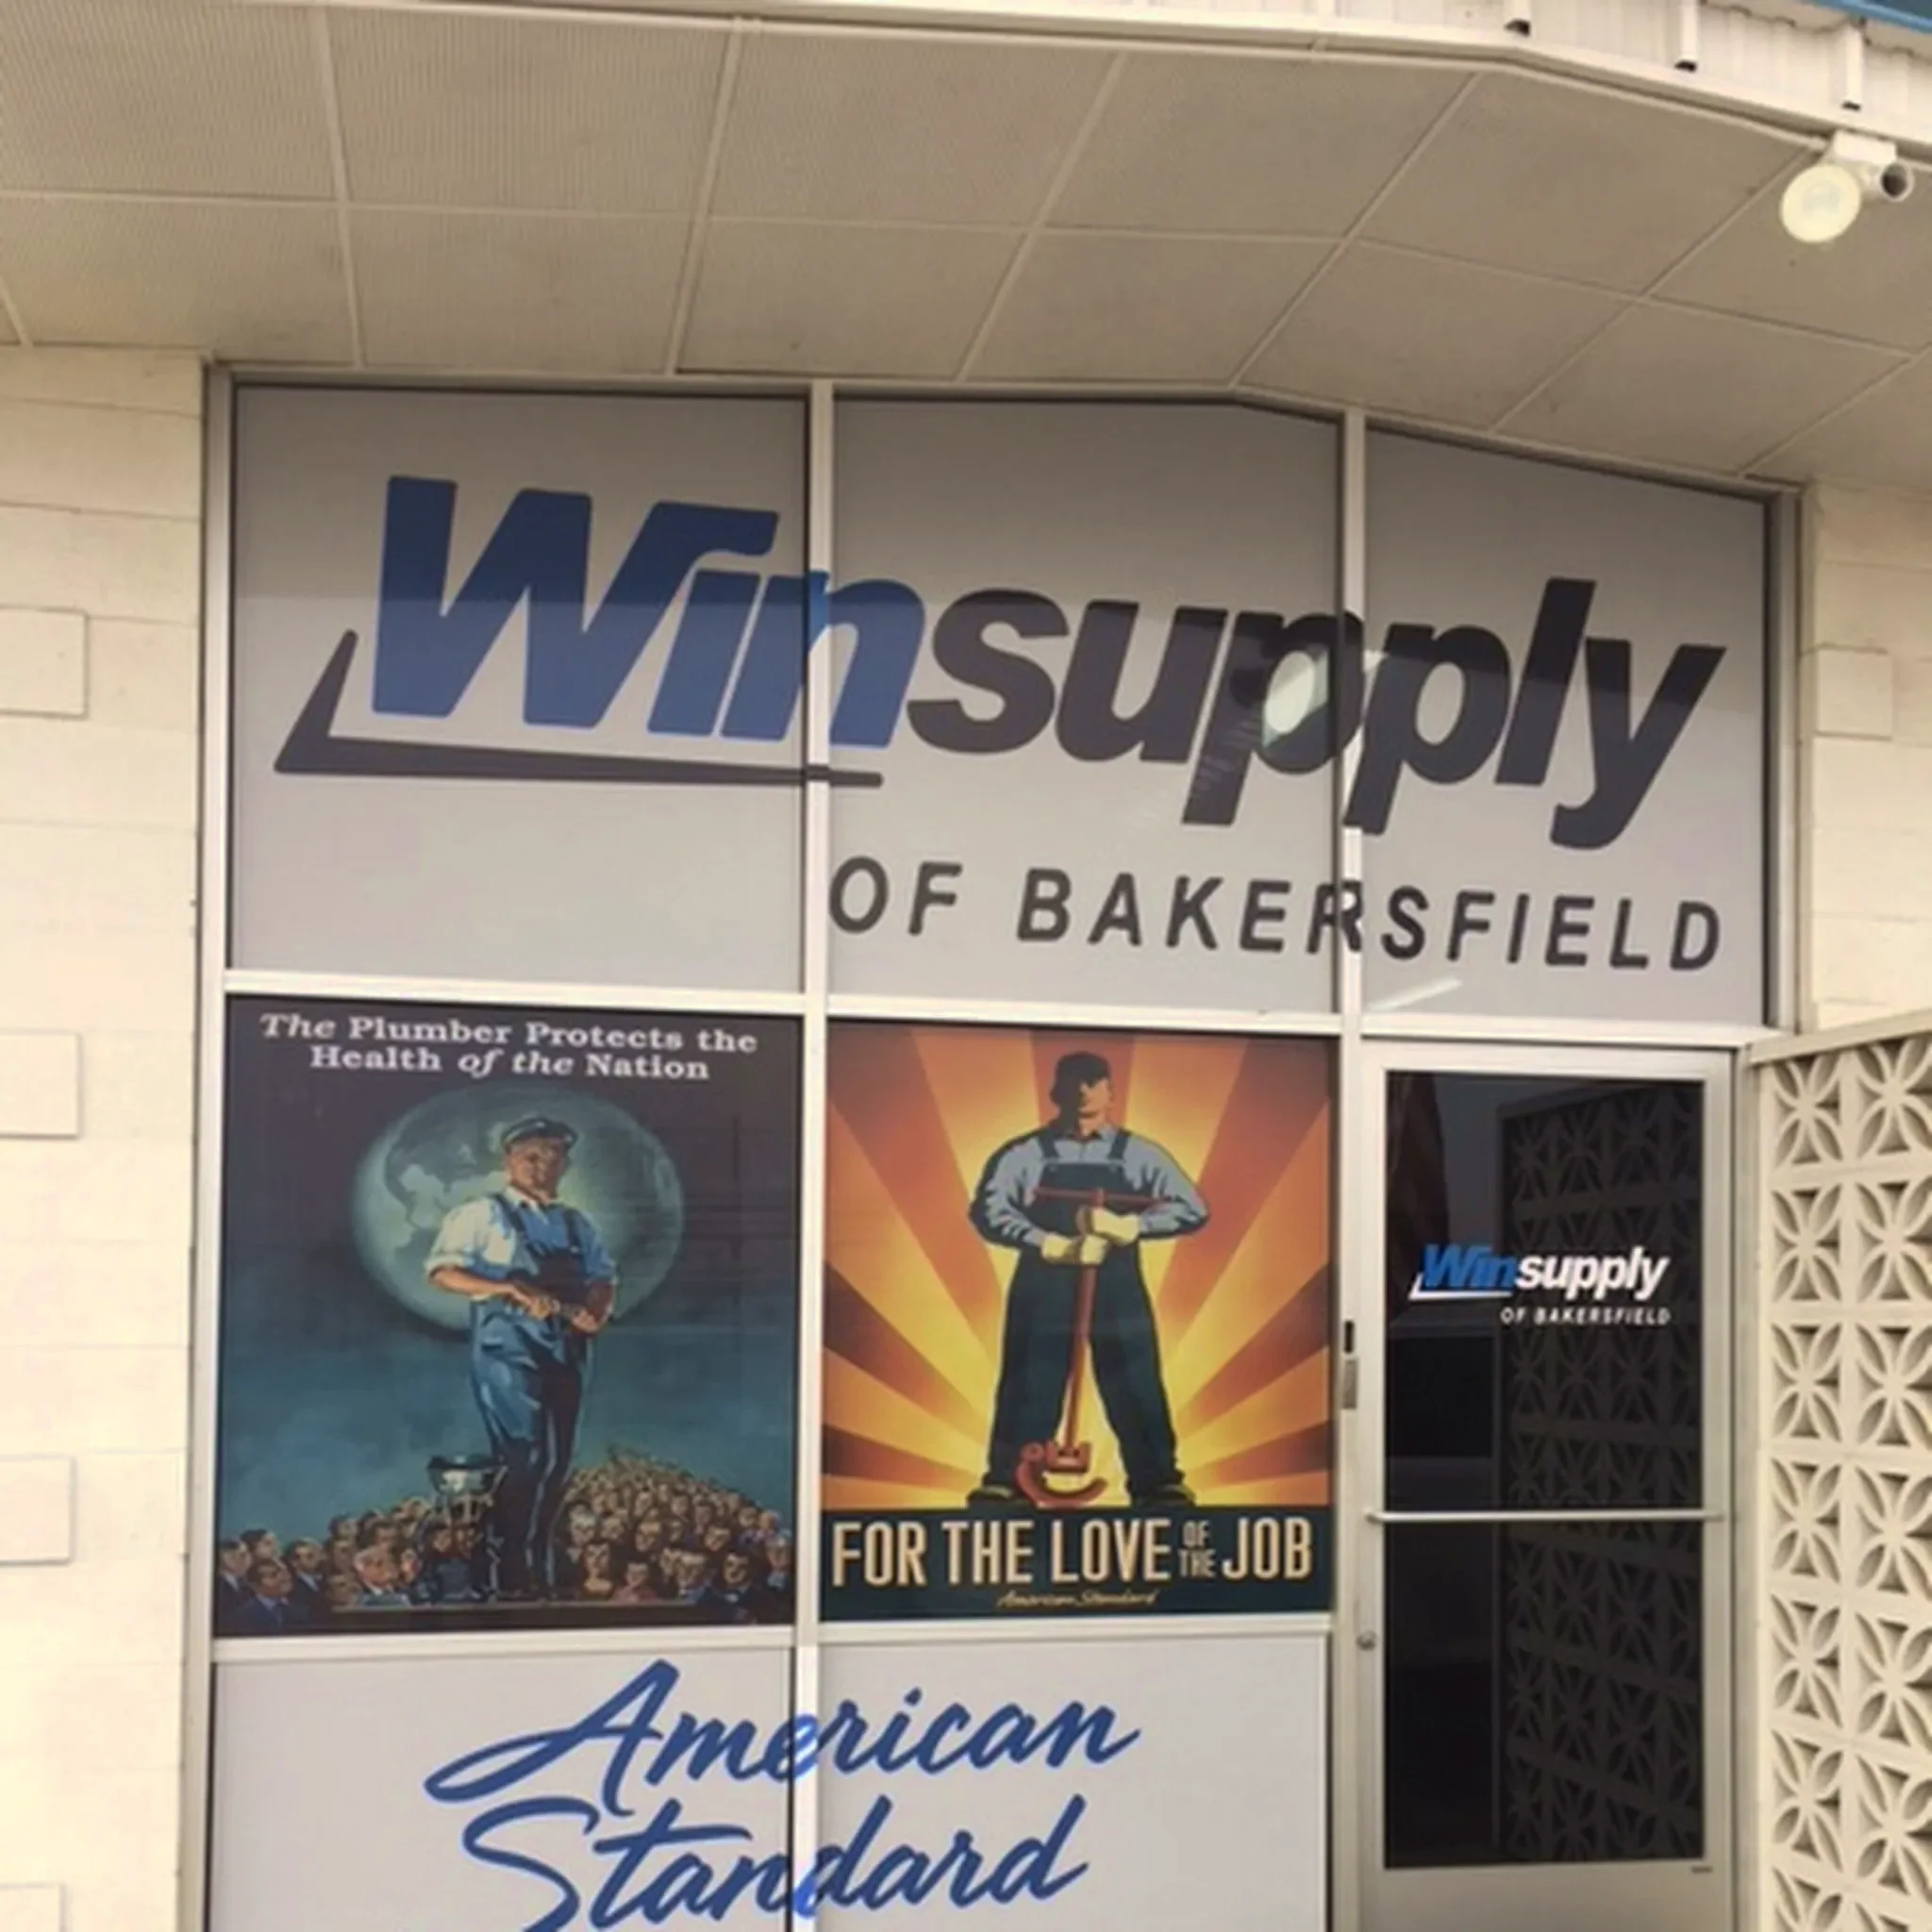 Winsupply
OF BAKERSFIELD
The Plumber Protects the
Health of the Nation
FOR THE LOVE OF THE JOB
American Standard
Winsupply
OF BAKERSFIELD
American
Standard